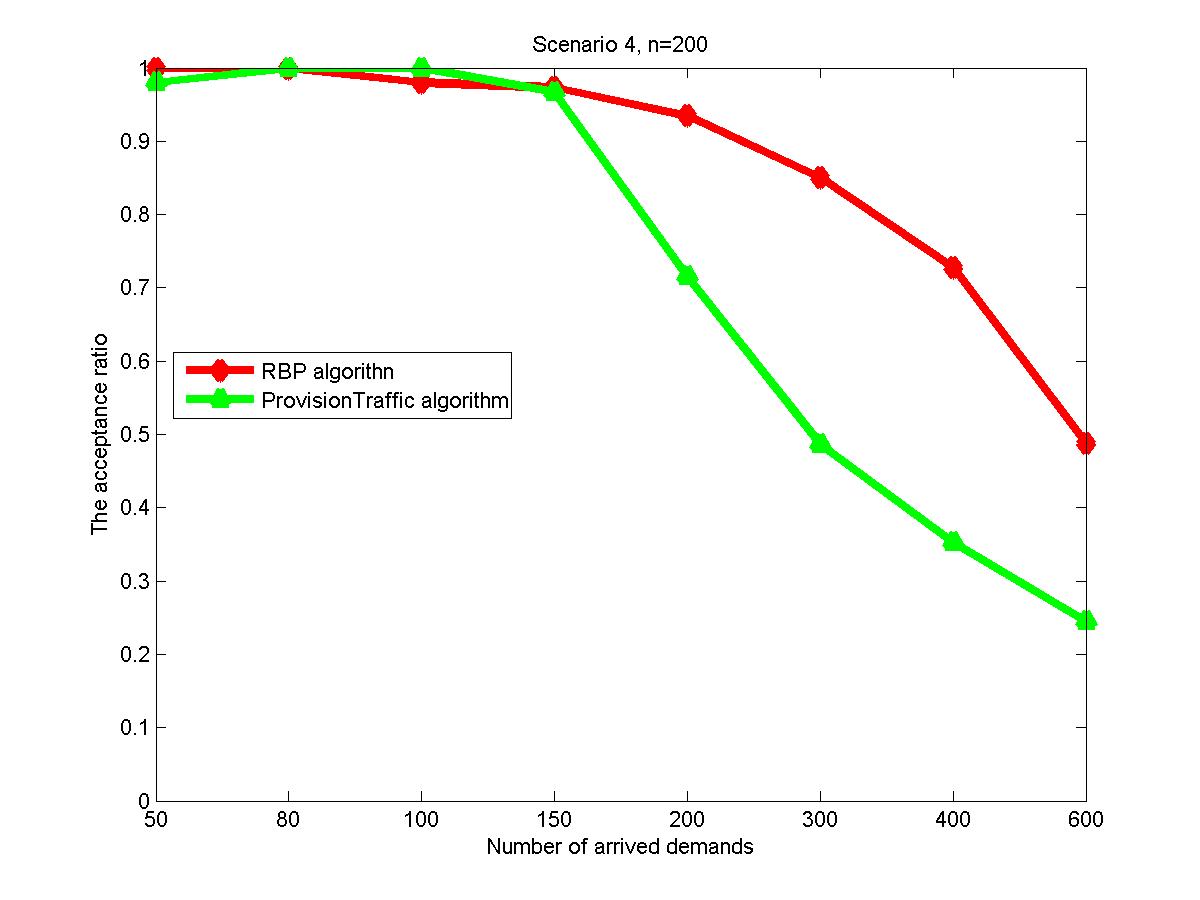 Scenario 4, n=200
1
0.9
0.8
0.7
0.6
0.5
0.4
0.3
0.2
0.1
0
The acceptance ratio
RBP algorithn
ProvisionTraffic algorithm
50 80 100 150 200 300 400 600
Number of arrived demands